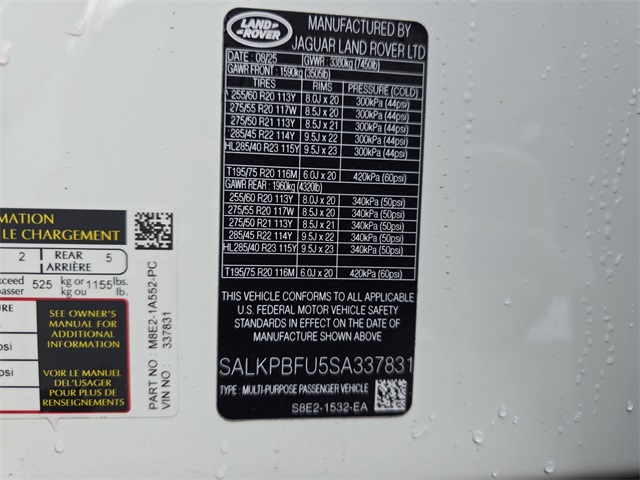 LAND ROVER
MANUFACTURED BY
JAGUAR LAND ROVER LTD
DATE : 08/25 GVWR : 3380kg (7450lb)
GAWR FRONT : 1590kg (3505lb)
TIRES RIMS PRESSURE (COLD)
255/60 R20 113Y 8.0J x 20 300kPa (44psi)
275/55 R20 117W 8.5J x 20 300kPa (44psi)
275/50 R21 113Y 8.5J x 21 300kPa (44psi)
285/45 R22 114Y 9.5J x 22 300kPa (44psi)
HL285/40 R23 115Y 9.5J x 23 300kPa (44psi)
T195/75 R20 116M 6.0J x 20 420kPa (60psi)
GAWR REAR : 1960kg (4320lb)
255/60 R20 113Y 8.0J x 20 340kPa (50psi)
275/55 R20 117W 8.5J x 20 340kPa (50psi)
275/50 R21 113Y 8.5J x 21 340kPa (50psi)
285/45 R22 114Y 9.5J x 22 340kPa (50psi)
HL285/40 R23 115Y 9.5J x 23 340kPa (50psi)
T195/75 R20 116M 6.0J x 20 420kPa (60psi)
THIS VEHICLE CONFORMS TO ALL APPLICABLE
U.S. FEDERAL MOTOR VEHICLE SAFETY
STANDARDS IN EFFECT ON THE DATE OF
MANUFACTURE SHOWN ABOVE.
SALKPBFU5SA337831
TYPE : MULTI-PURPOSE PASSENGER VEHICLE
S8E2-1532-EA
LE CHARGEMENT
2 REAR 5
ARRIÈRE
525 kg or 1155 lbs.
kg ou lb.
SEE OWNER'S
MANUAL FOR
ADDITIONAL
INFORMATION
VOIR LE MANUEL
DEL'USAGER
POUR PLUS DE
RENSEIGNEMENTS
PART NO : M8E2-1A552-PC
VIN NO. : 337831